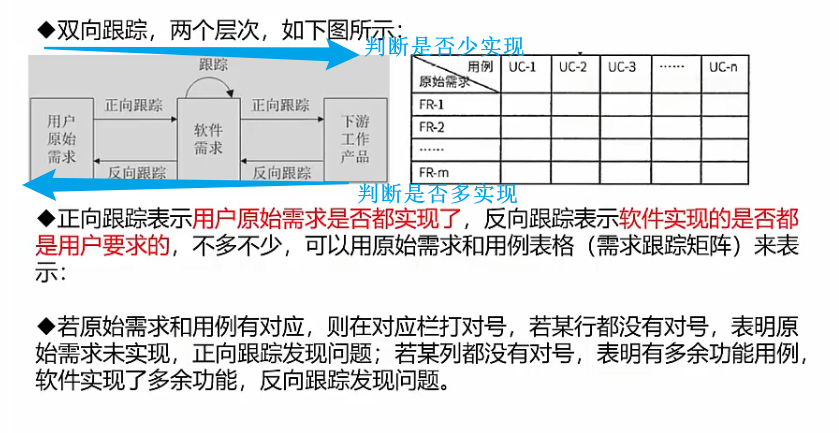 ◆双向跟踪，两个层次，如下图所示：
判断是否少实现
跟踪
用户原始需求
正向跟踪
软件需求
正向跟踪
下游工作产品
反向跟踪
反向跟踪
判断是否多实现
用例
原始需求
UC-1 UC-2 UC-3 …… UC-n
FR-1
FR-2
……
FR-m
◆正向跟踪表示用户原始需求是否都实现了，反向跟踪表示软件实现的是否都
是用户要求的，不多不少，可以用原始需求和用例表格（需求跟踪矩阵）来表
示：
◆若原始需求和用例有对应，则在对应栏打对号，若某行都没有对号，表明原
始需求未实现，正向跟踪发现问题；若某列都没有对号，表明有多余功能用例，
软件实现了多余功能，反向跟踪发现问题。